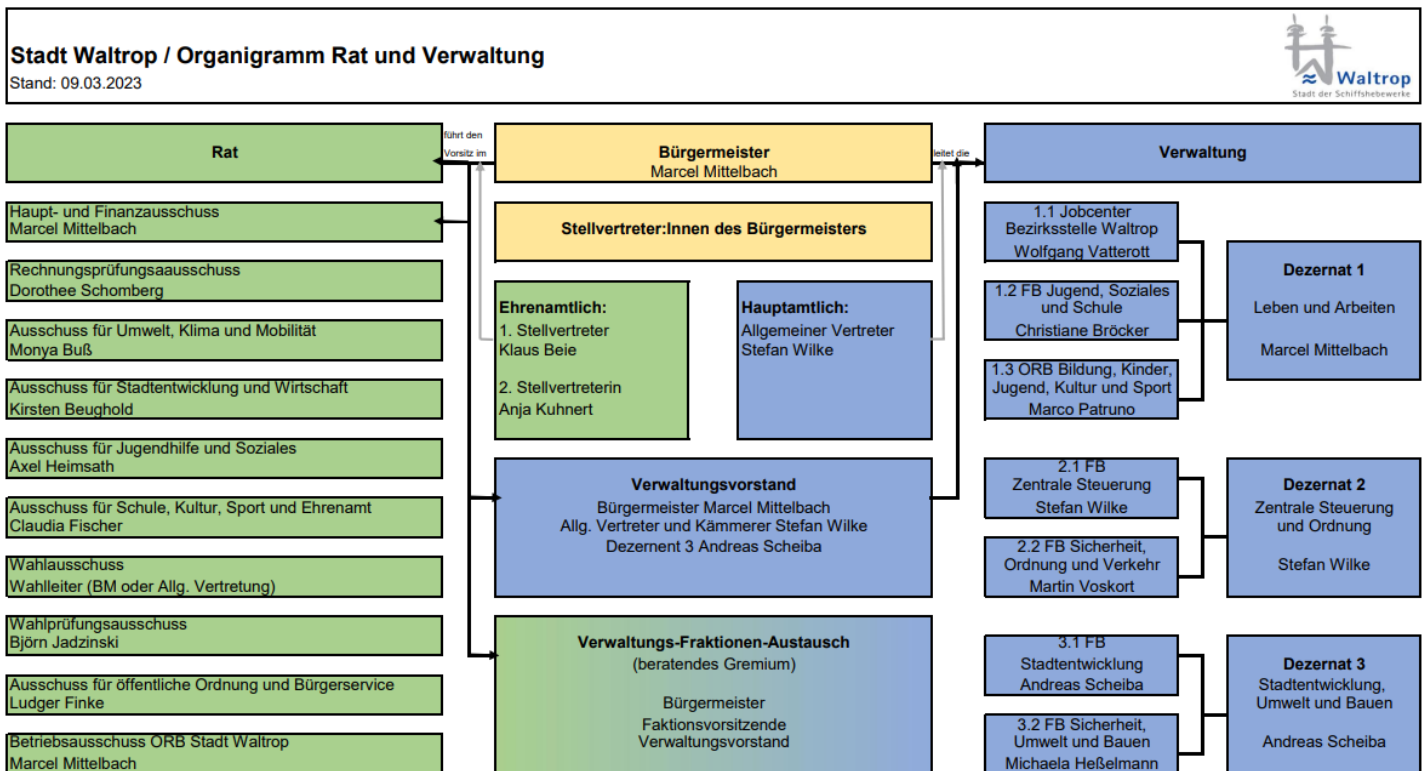 Stadt Waltrop / Organigramm Rat und Verwaltung
Stand: 09.03.2023
Waltrop
Stadt der Schiffshebewerke
Rat
führt den
Vorsitz im
Bürgermeister
Marcel Mittelbach
leitet die
Verwaltung
Haupt- und Finanzausschuss
Marcel Mittelbach
Rechnungsprüfungsaausschuss
Dorothee Schomberg
Ausschuss für Umwelt, Klima und Mobilität
Monya Buß
Ausschuss für Stadtentwicklung und Wirtschaft
Kirsten Beughold
Ausschuss für Jugendhilfe und Soziales
Axel Heimsath
Ausschuss für Schule, Kultur, Sport und Ehrenamt
Claudia Fischer
Wahlausschuss
Wahlleiter (BM oder Allg. Vertretung)
Wahlprüfungsausschuss
Björn Jadzinski
Ausschuss für öffentliche Ordnung und Bürgerservice
Ludger Finke
Betriebsausschuss ORB Stadt Waltrop
Marcel Mittelbach
Stellvertreter:Innen des Bürgermeisters
Ehrenamtlich:
1. Stellvertreter
Klaus Beie
2. Stellvertreterin
Anja Kuhnert
Hauptamtlich:
Allgemeiner Vertreter
Stefan Wilke
Verwaltungsvorstand
Bürgermeister Marcel Mittelbach
Allg. Vertreter und Kämmerer Stefan Wilke
Dezernent 3 Andreas Scheiba
Verwaltungs-Fraktionen-Austausch
(beratendes Gremium)
Bürgermeister
Faktionsvorsitzende
Verwaltungsvorstand
1.1 Jobcenter
Bezirksstelle Waltrop
Wolfgang Vatterott
1.2 FB Jugend, Soziales
und Schule
Christiane Bröcker
1.3 ORB Bildung, Kinder,
Jugend, Kultur und Sport
Marco Patruno
Dezernat 1
Leben und Arbeiten
Marcel Mittelbach
2.1 FB
Zentrale Steuerung
Stefan Wilke
2.2 FB Sicherheit,
Ordnung und Verkehr
Martin Voskort
Dezernat 2
Zentrale Steuerung
und Ordnung
Stefan Wilke
3.1 FB
Stadtentwicklung
Andreas Scheiba
3.2 FB Sicherheit,
Umwelt und Bauen
Michaela Heßelmann
Dezernat 3
Stadtentwicklung,
Umwelt und Bauen
Andreas Scheiba